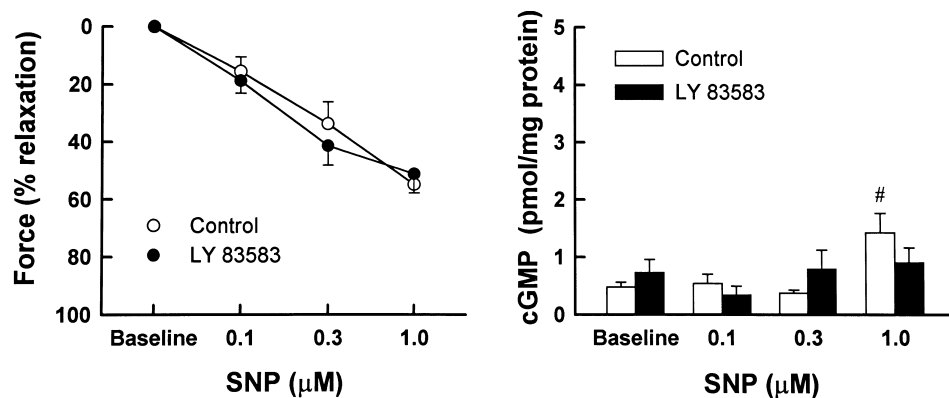 Force (% relaxation)
0
20
40
60
80
100
Control
LY 83583
Baseline 0.1 0.3 1.0
SNP (μM)
cGMP (pmol/mg protein)
5
4
3
2
1
0
Control
LY 83583
#
Baseline 0.1 0.3 1.0
SNP (μM)